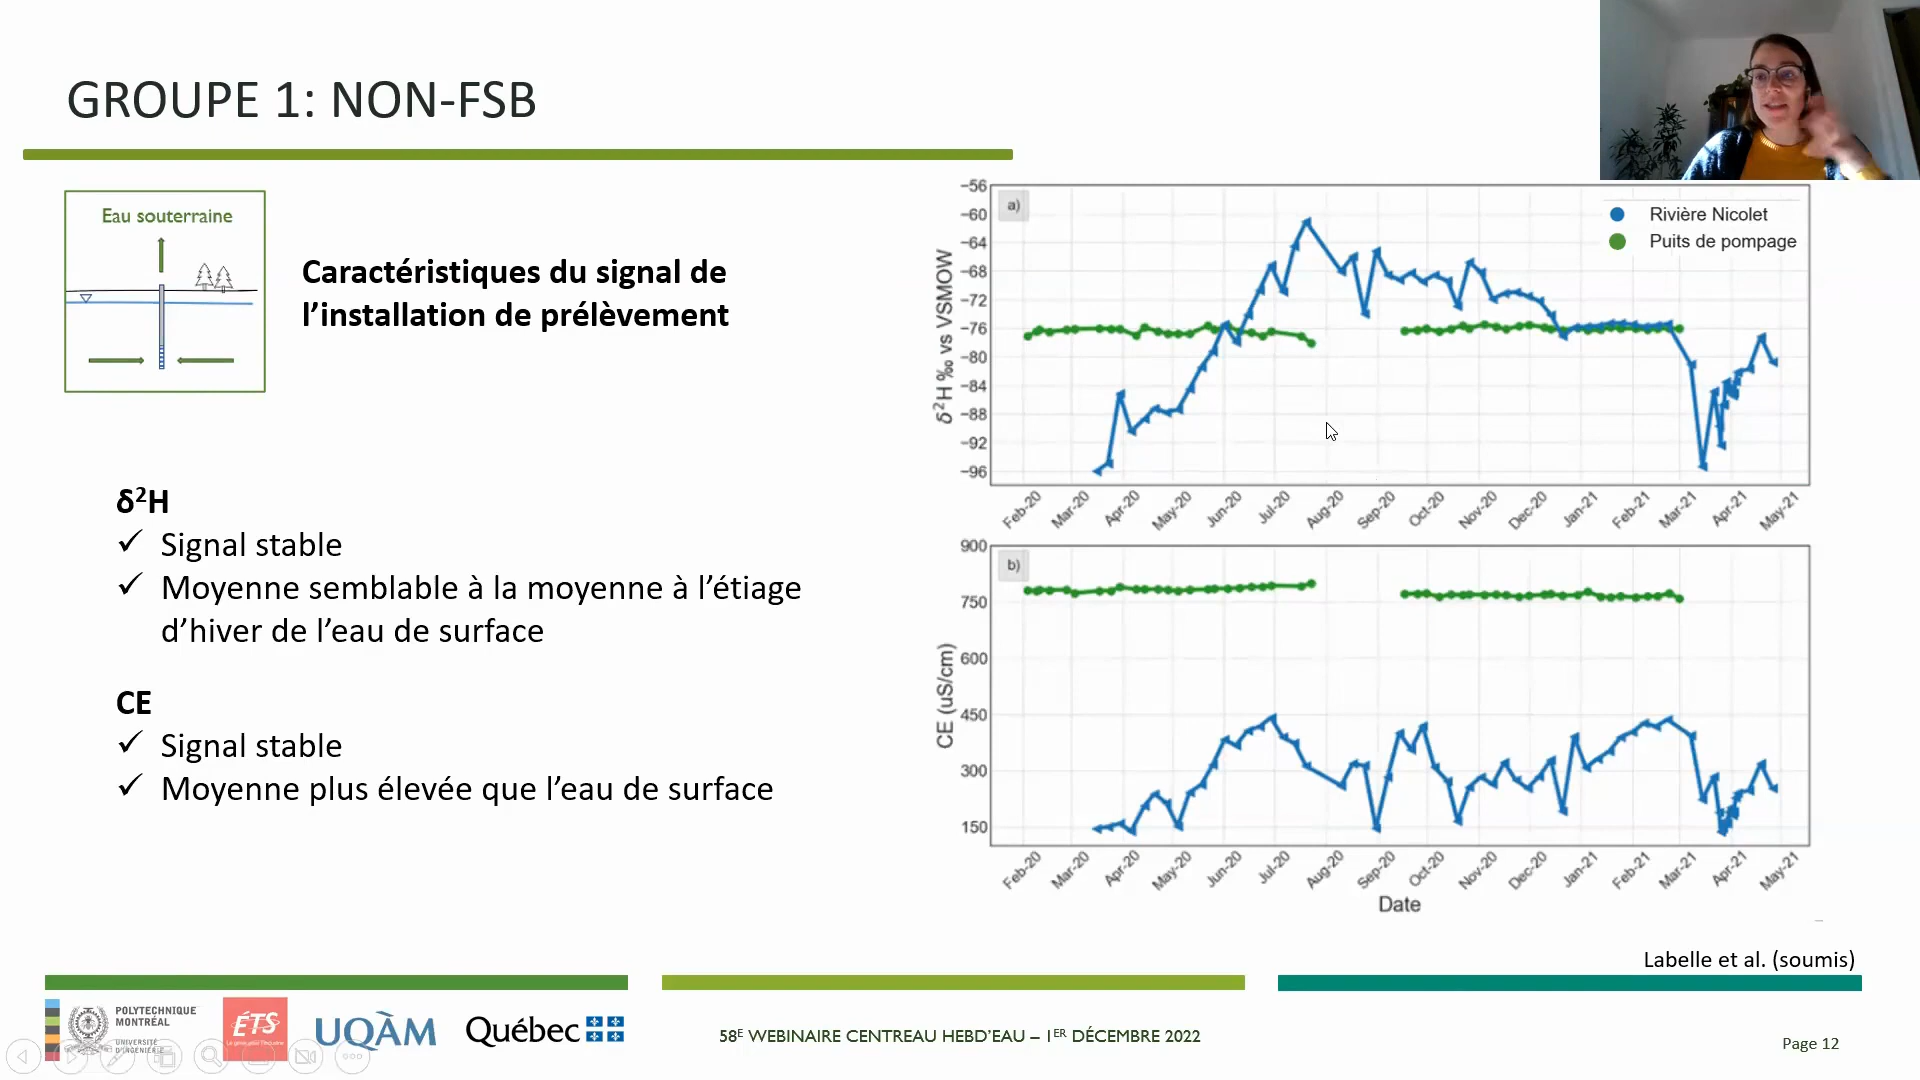 GROUPE 1: NON-FSB
Eau souterraine
Caractéristiques du signal de
l’installation de prélèvement
δ²H
✓ Signal stable
✓ Moyenne semblable à la moyenne à l’étiage
d’hiver de l’eau de surface
CE
✓ Signal stable
✓ Moyenne plus élevée que l’eau de surface
a)
Rivière Nicolet
Puits de pompage
δ²H ‰ vs VSMOW
−56
−60
−64
−68
−72
−76
−80
−84
−88
−92
−96
Feb-20 Mar-20 Apr-20 May-20 Jun-20 Jul-20 Aug-20 Sep-20 Oct-20 Nov-20 Dec-20 Jan-21 Feb-21 Mar-21 Apr-21 May-21
b)
CE (uS/cm)
900
750
600
450
300
150
Feb-20 Mar-20 Apr-20 May-20 Jun-20 Jul-20 Aug-20 Sep-20 Oct-20 Nov-20 Dec-20 Jan-21 Feb-21 Mar-21 Apr-21 May-21
Date
Labelle et al. (soumis)
POLYTECHNIQUE
MONTRÉAL
UNIVERSITÉ
D'INGÉNIERIE
ÉTS
UQÀM
Québec
58E WEBINAIRE CENTREAU HEBD’EAU – 1ER DÉCEMBRE 2022
Page 12